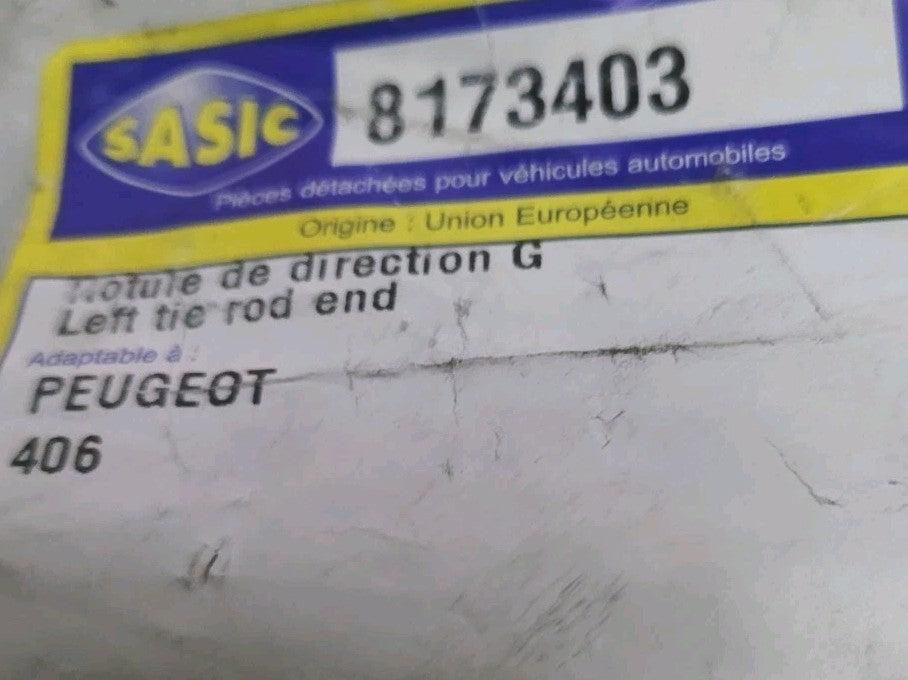 SASIC
8173403
Pièces détachées pour véhicules automobiles
Origine : Union Européenne
Rotule de direction G
Left tie rod end
Adaptable à :
PEUGEOT
406